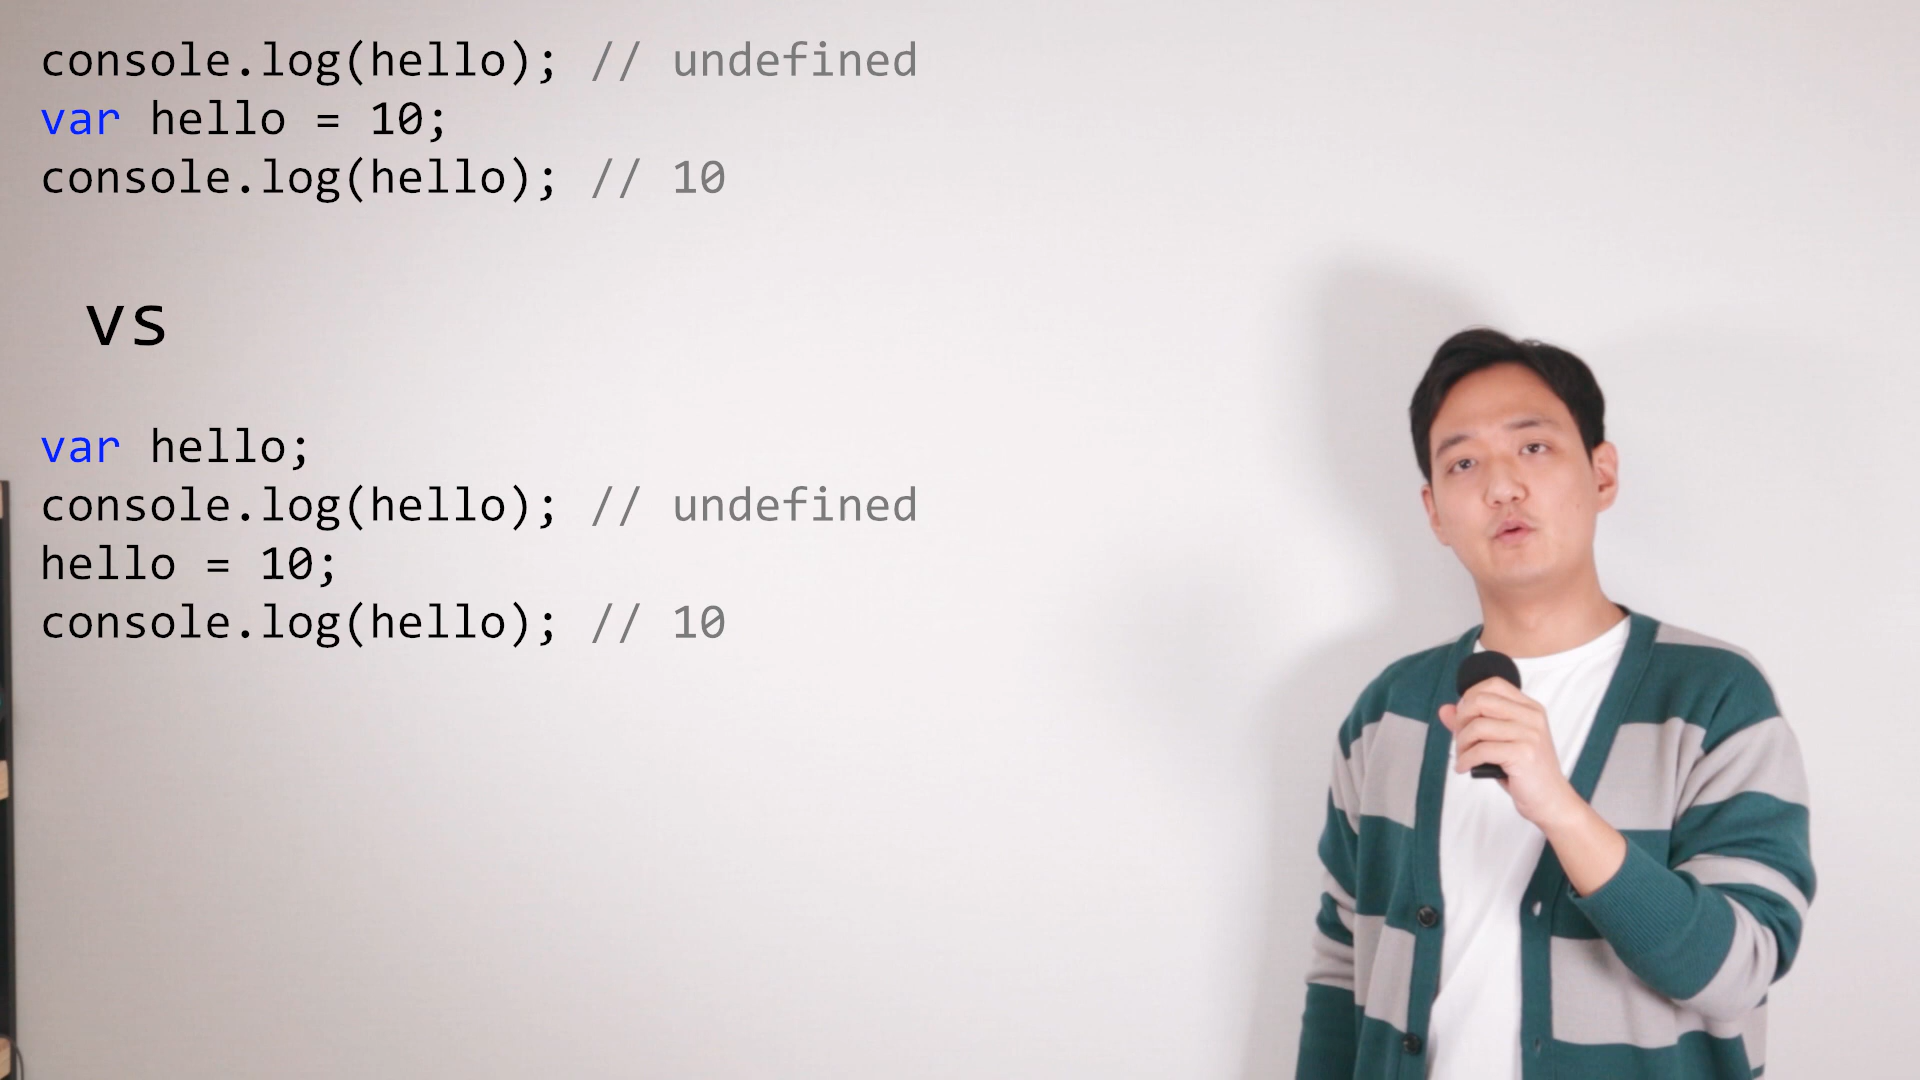 console.log(hello); // undefined
var hello = 10;
console.log(hello); // 10
vs
var hello;
console.log(hello); // undefined
hello = 10;
console.log(hello); // 10